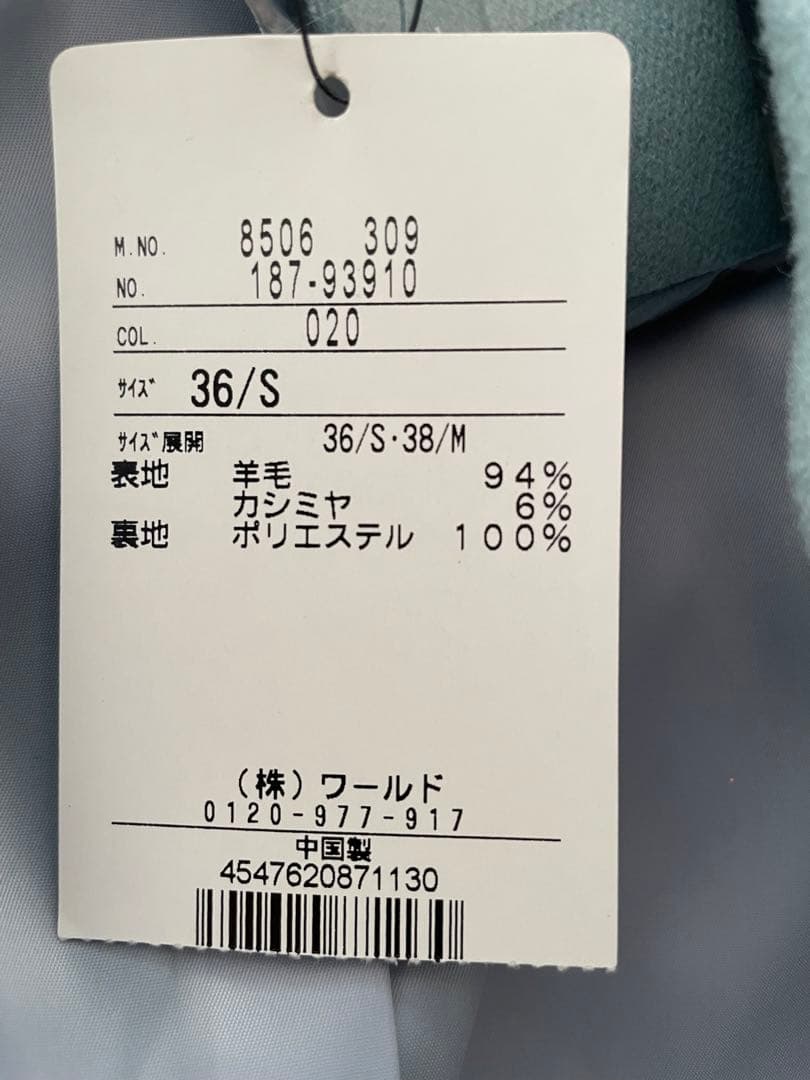 M.NO. 8506 309
NO. 187-93910
COL. 020
ｻｲｽﾞ 36/S
ｻｲｽﾞ展開 36/S･38/M
表地 羊毛 ９４％
カシミヤ ６％
裏地 ポリエステル １００％
（株）ワールド
０１２０－９７７－９１７
中国製
4547620871130